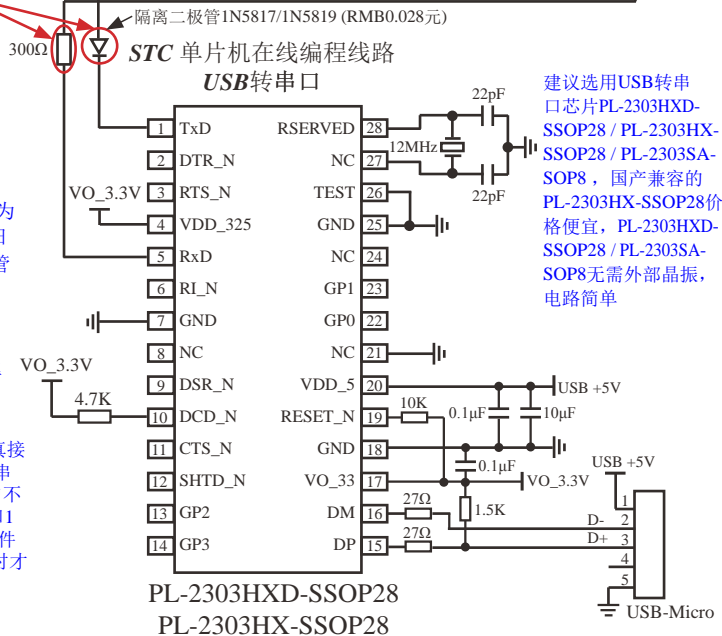 隔离二极管1N5817/1N5819 (RMB0.028元)
300Ω
STC 单片机在线编程线路
USB转串口
1 TxD
2 DTR_N
3 RTS_N
4 VDD_325
5 RxD
6 RI_N
7 GND
8 NC
9 DSR_N
10 DCD_N
11 CTS_N
12 SHTD_N
13 GP2
14 GP3
RSERVED 28
NC 27
TEST 26
GND 25
NC 24
GP1 23
GP0 22
NC 21
VDD_5 20
RESET_N 19
GND 18
VO_33 17
DM 16
DP 15
VO_3.3V
VO_3.3V
4.7K
为
管
接
串
不
1
件
对才
22pF
12MHz
22pF
10K
0.1μF
10μF
USB +5V
0.1μF
VO_3.3V
27Ω
1.5K
27Ω
USB +5V
D-
D+
1
2
3
4
5
USB-Micro
建议选用USB转串
口芯片PL-2303HXD-
SSOP28 / PL-2303HX-
SSOP28 / PL-2303SA-
SOP8 ，国产兼容的
PL-2303HX-SSOP28价
格便宜，PL-2303HXD-
SSOP28 / PL-2303SA-
SOP8无需外部晶振，
电路简单
PL-2303HXD-SSOP28
PL-2303HX-SSOP28